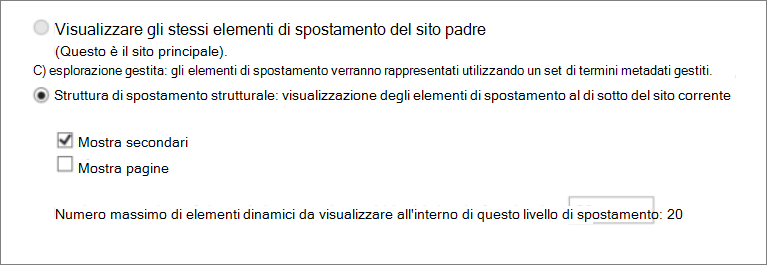 Visualizzare gli stessi elementi di spostamento del sito padre
(Questo è il sito principale).
C) esplorazione gestita: gli elementi di spostamento verranno rappresentati utilizzando un set di termini metadati gestiti.
Struttura di spostamento strutturale: visualizzazione degli elementi di spostamento al di sotto del sito corrente
Mostra secondari
Mostra pagine
Numero massimo di elementi dinamici da visualizzare all'interno di questo livello di spostamento: 20